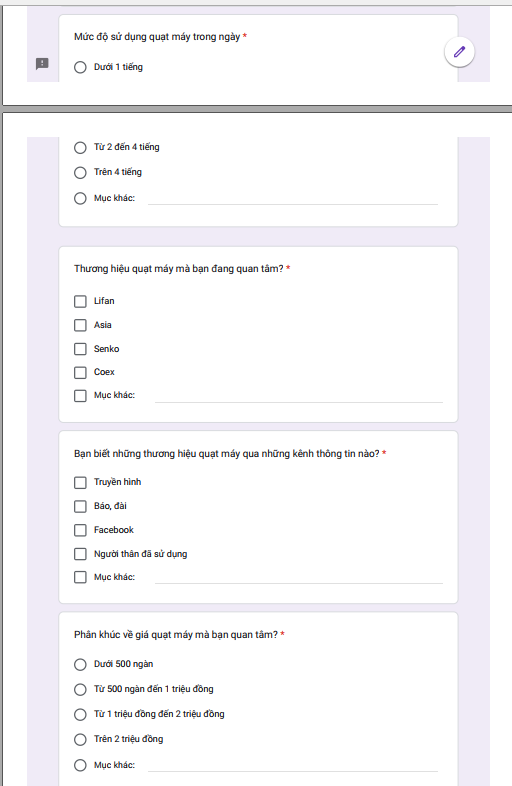 Mức độ sử dụng quạt máy trong ngày *
Dưới 1 tiếng
Từ 2 đến 4 tiếng
Trên 4 tiếng
Mục khác:
Thương hiệu quạt máy mà bạn đang quan tâm? *
Lifan
Asia
Senko
Coex
Mục khác:
Bạn biết những thương hiệu quạt máy qua những kênh thông tin nào? *
Truyền hình
Báo, đài
Facebook
Người thân đã sử dụng
Mục khác:
Phân khúc về giá quạt máy mà bạn quan tâm? *
Dưới 500 ngàn
Từ 500 ngàn đến 1 triệu đồng
Từ 1 triệu đồng đến 2 triệu đồng
Trên 2 triệu đồng
Mục khác: